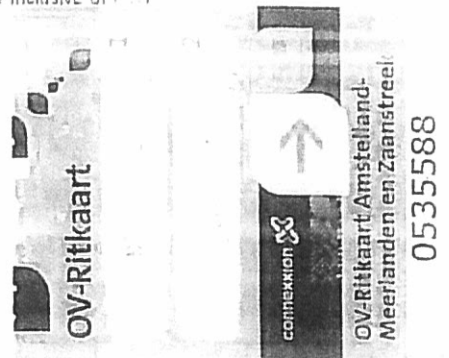 OV-Ritkaart
connexxion
OV-Ritkaart Amstelland-
Meerlanden en Zaanstreek
0535588